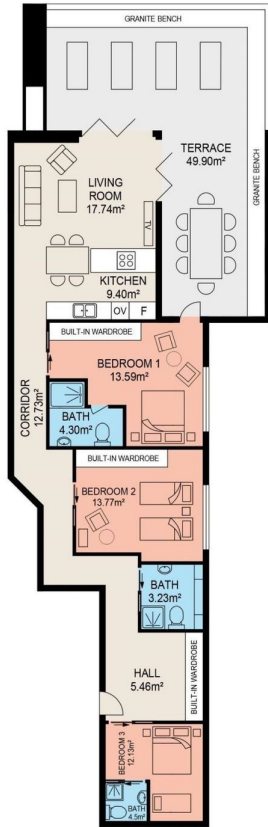 GRANITE BENCH
TERRACE
49.90m²
GRANITE BENCH
LIVING
ROOM
17.74m²
TV
KITCHEN
9.40m²
OV
F
BUILT-IN WARDROBE
BEDROOM 1
13.59m²
CORRIDOR
12.73m²
BATH
4.30m²
BUILT-IN WARDROBE
BEDROOM 2
13.77m²
BATH
3.23m²
HALL
5.46m²
BUILT-IN WARDROBE
BEDROOM 3
12.13m²
BATH
4.5m²